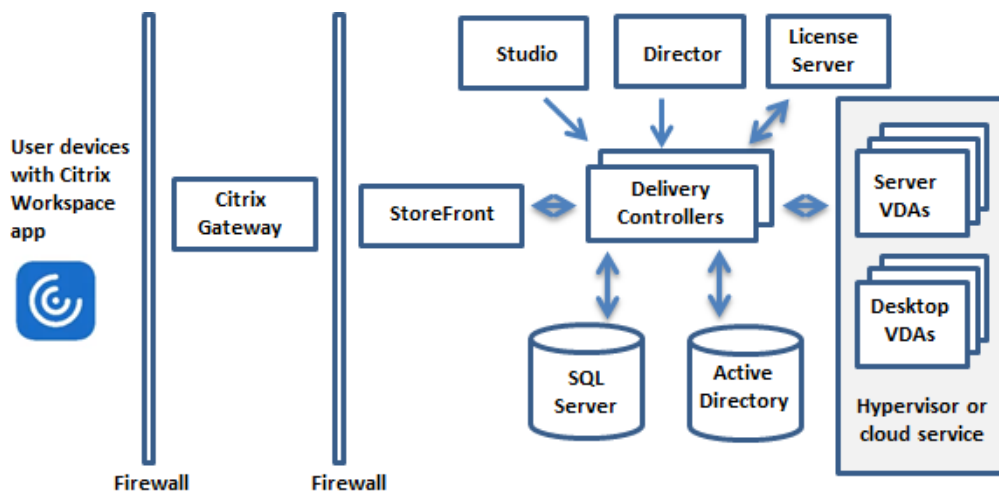 User devices
with Citrix
Workspace
app
Firewall
Citrix
Gateway
Firewall
StoreFront
Studio
Director
License
Server
Delivery
Controllers
SQL
Server
Active
Directory
Server
VDAs
Desktop
VDAs
Hypervisor or
cloud service